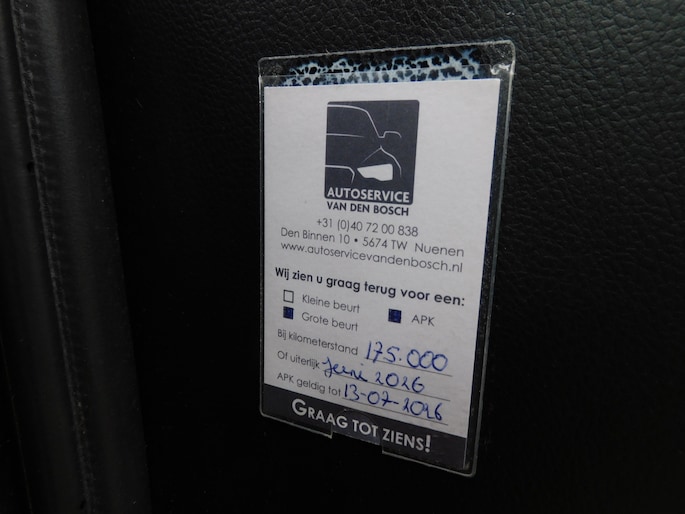 AUTOSERVICE
VAN DEN BOSCH
+31 (0)40 72 00 838
Den Binnen 10 • 5674 TW Nuenen
www.autoservicevandenbosch.nl
Wij zien u graag terug voor een:
Kleine beurt
Grote beurt
APK
Bij kilometerstand 175.000
Of uiterlijk Juni 2026
APK geldig tot 13-07-2026
GRAAG TOT ZIENS!